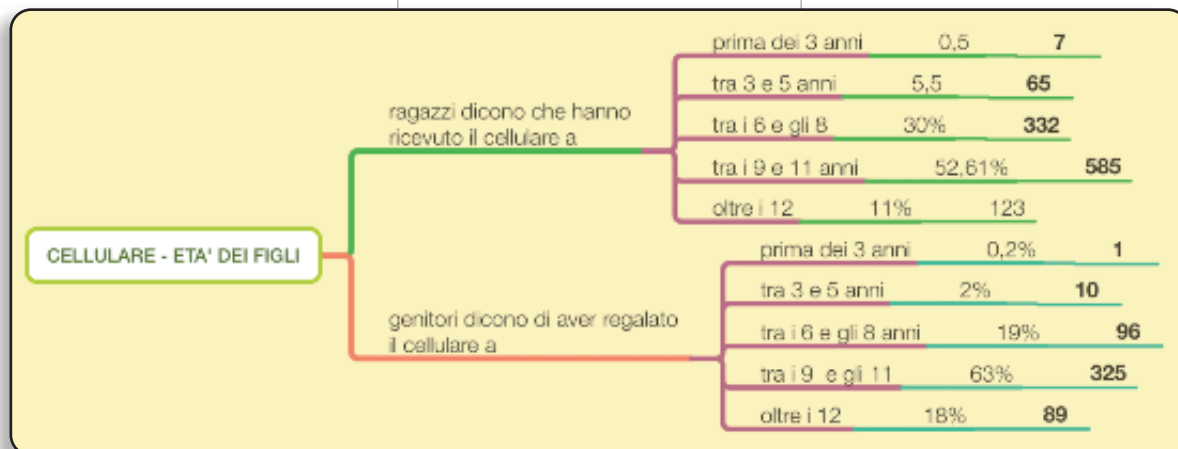 CELLULARE - ETA' DEI FIGLI
ragazzi dicono che hanno
ricevuto il cellulare a
prima dei 3 anni 0,5 7
tra 3 e 5 anni 5,5 65
tra i 6 e gli 8 30% 332
tra i 9 e 11 anni 52,61% 585
oltre i 12 11% 123
genitori dicono di aver regalato
il cellulare a
prima dei 3 anni 0,2% 1
tra 3 e 5 anni 2% 10
tra i 6 e gli 8 anni 19% 96
tra i 9 e gli 11 63% 325
oltre i 12 18% 89